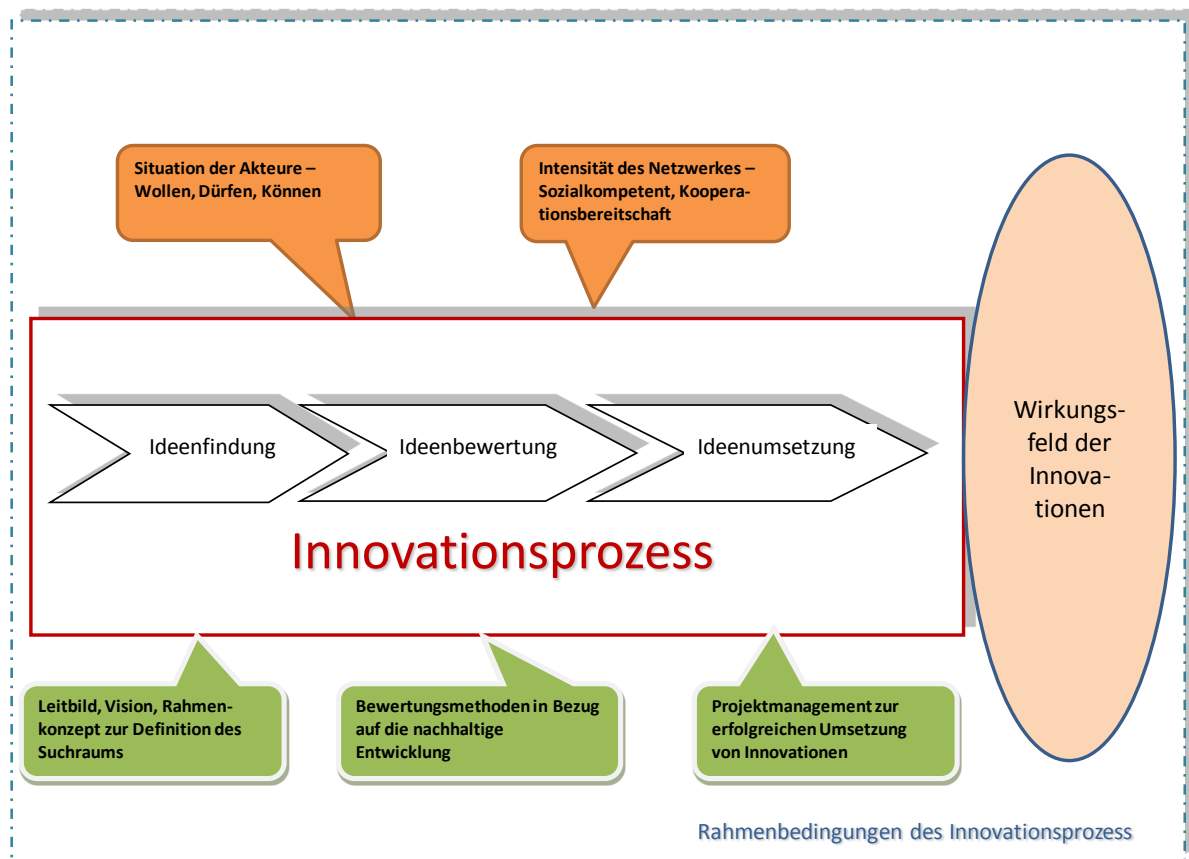 Situation der Akteure –
Wollen, Dürfen, Können
Intensität des Netzwerkes –
Sozialkompetent, Koopera-
tionsbereitschaft
Ideenfindung
Ideenbewertung
Ideenumsetzung
Innovationsprozess
Wirkungs-
feld der
Innova-
tionen
Leitbild, Vision, Rahmen-
konzept zur Definition des
Suchraums
Bewertungsmethoden in Bezug
auf die nachhaltige
Entwicklung
Projektmanagement zur
erfolgreichen Umsetzung
von Innovationen
Rahmenbedingungen des Innovationsprozess